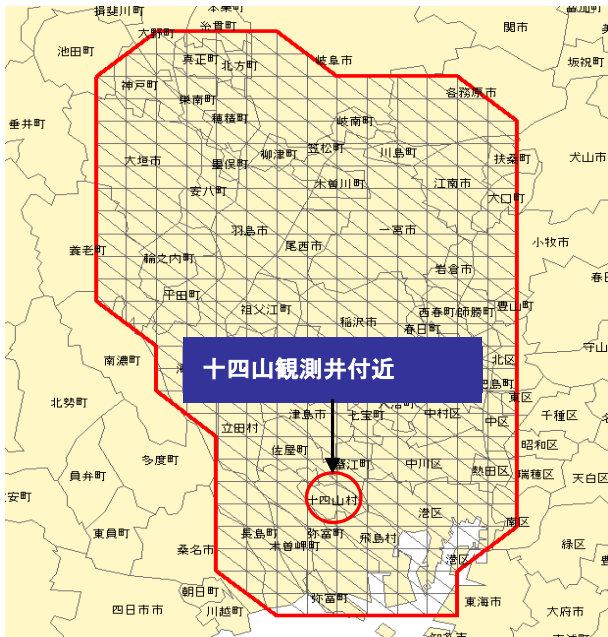 揖斐川町
本巣町
糸貫町
大野町
関市
池田町
真正町
北方町
岐阜市
坂祝町
神戸町
巣南町
各務原市
垂井町
穂積町
岐南町
大垣市
墨俣町
柳津町
笠松町
川島町
扶桑町
犬山市
安八町
木曽川町
江南市
大口町
羽島市
一宮市
養老町
輪之内町
尾西市
小牧市
岩倉市
平田町
祖父江町
稲沢市
西春町
師勝町
豊山町
春日町
守山
南濃町
十四山観測井付近
北区
北勢町
東区
津島市
七宝町
中村区
中区
千種区
立田村
昭和区
多度町
佐屋町
蟹江町
中川区
熱田区
瑞穂区
天白区
員弁町
十四山村
港区
南区
東員町
長島町
弥富町
飛島村
木曽岬町
緑区
桑名市
港区
朝日町
弥富町
東海市
四日市市
川越町
大府市